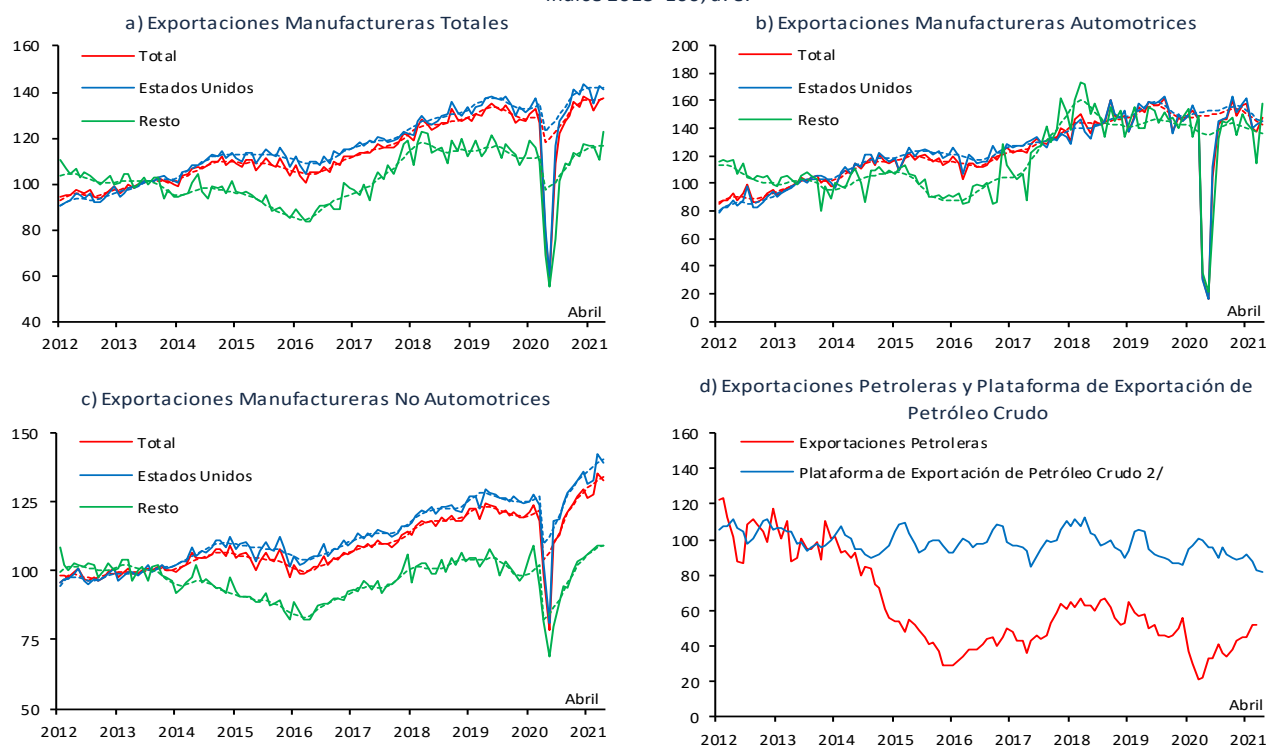 a) Exportaciones Manufactureras Totales
160
140
120
100
80
60
40
Total
Estados Unidos
Resto
Abril
2012 2013 2014 2015 2016 2017 2018 2019 2020 2021
b) Exportaciones Manufactureras Automotrices
200
180
160
140
120
100
80
60
40
20
0
Total
Estados Unidos
Resto
Abril
2012 2013 2014 2015 2016 2017 2018 2019 2020 2021
c) Exportaciones Manufactureras No Automotrices
150
125
100
75
50
Total
Estados Unidos
Resto
Abril
2012 2013 2014 2015 2016 2017 2018 2019 2020 2021
d) Exportaciones Petroleras y Plataforma de Exportación de
Petróleo Crudo
160
140
120
100
80
60
40
20
0
Exportaciones Petroleras
Plataforma de Exportación de Petróleo Crudo 2/
Abril
2012 2013 2014 2015 2016 2017 2018 2019 2020 2021